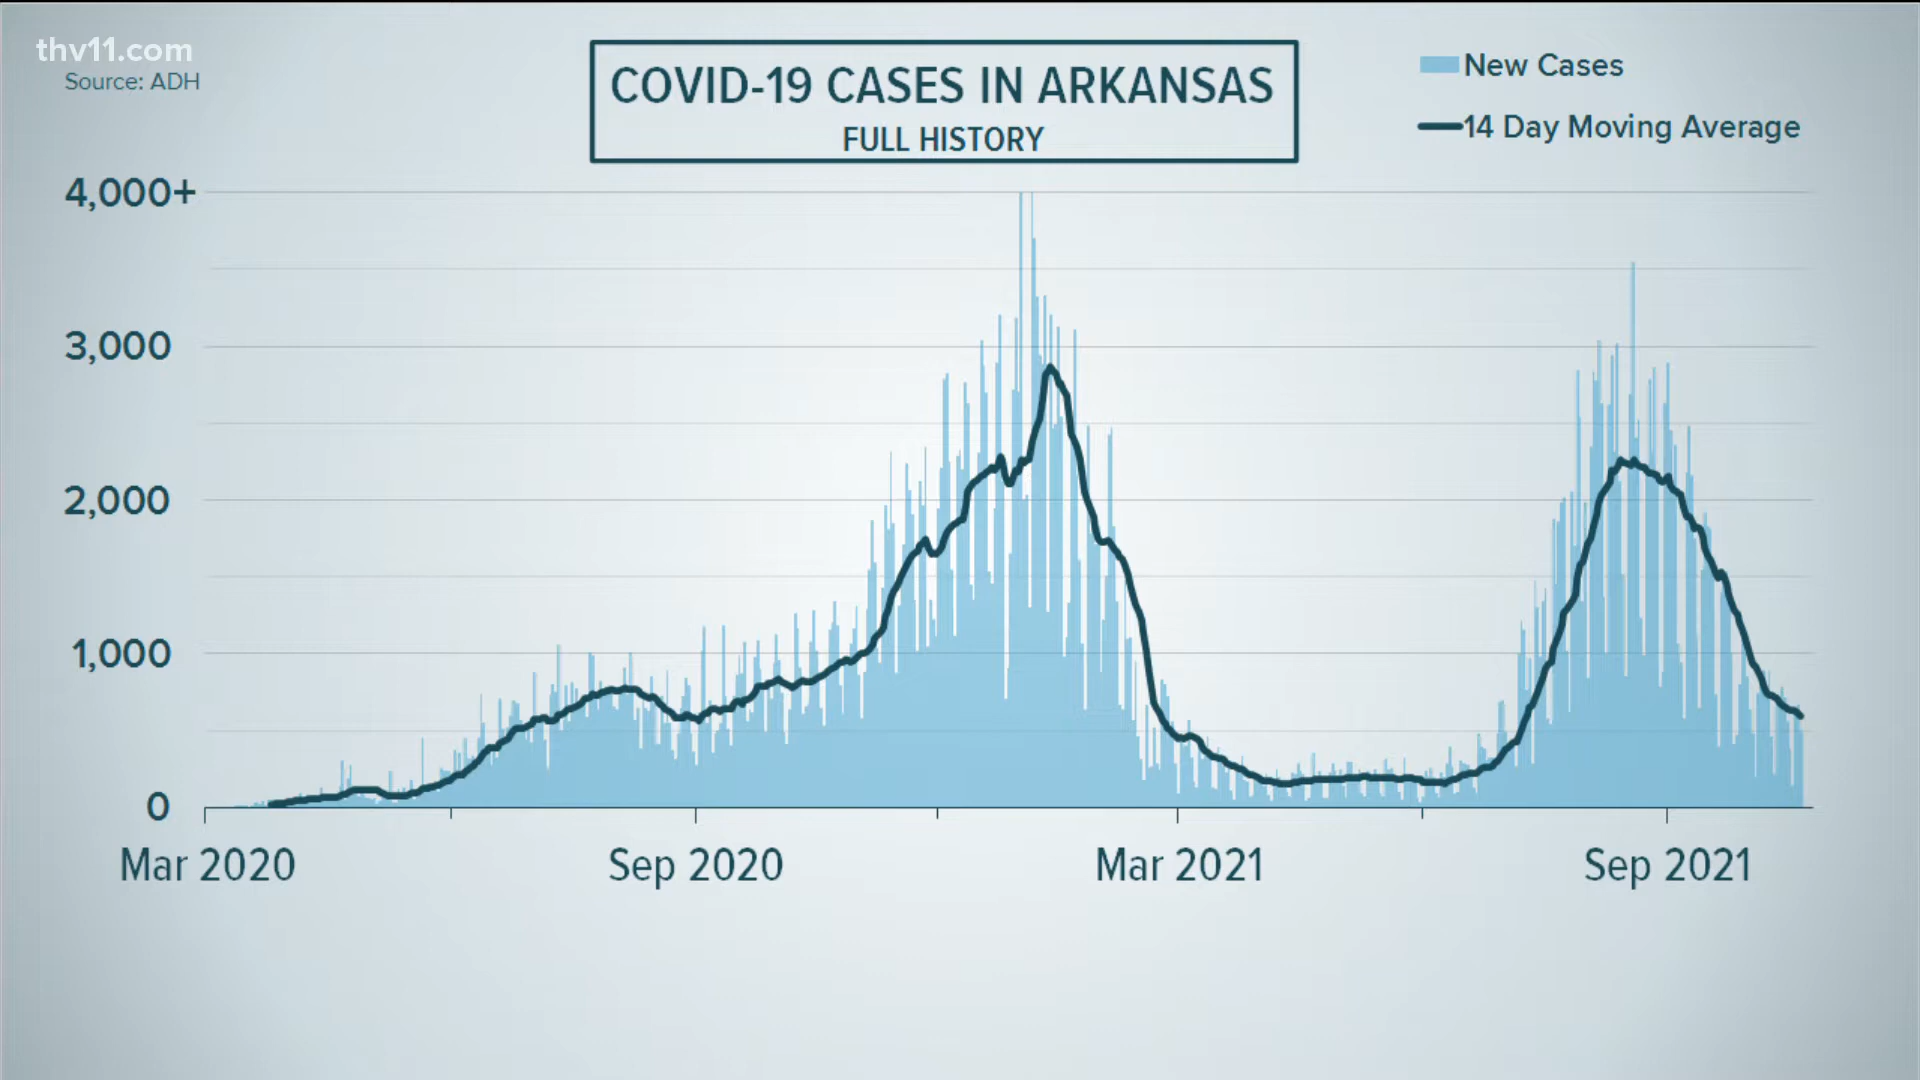 thv11.com
Source: ADH
COVID-19 CASES IN ARKANSAS
FULL HISTORY
New Cases
14 Day Moving Average
4,000+
3,000
2,000
1,000
0
Mar 2020
Sep 2020
Mar 2021
Sep 2021